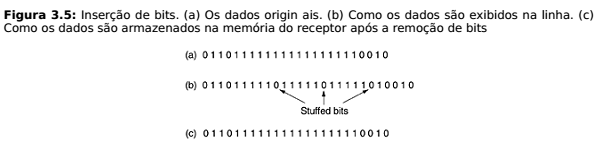 Figura 3.5: Inserção de bits. (a) Os dados origin ais. (b) Como os dados são exibidos na linha. (c)
Como os dados são armazenados na memória do receptor após a remoção de bits
(a) 0 1 1 0 1 1 1 1 1 1 1 1 1 1 1 1 1 1 1 1 0 0 1 0
(b) 0 1 1 0 1 1 1 1 1 0 1 1 1 1 1 0 1 1 1 1 1 0 1 0 0 1 0
Stuffed bits
(c) 0 1 1 0 1 1 1 1 1 1 1 1 1 1 1 1 1 1 1 1 0 0 1 0